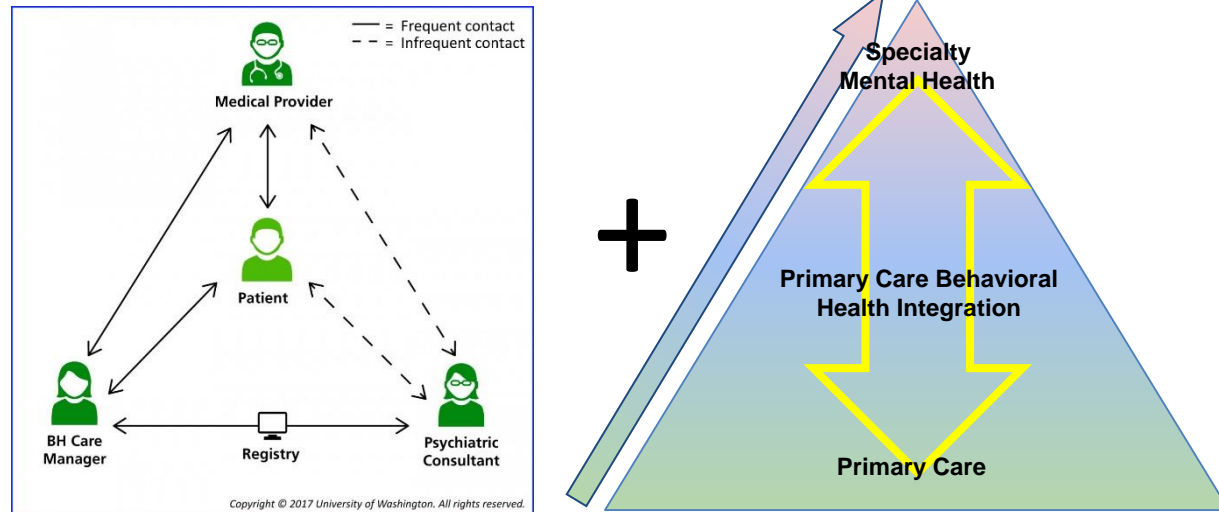 = Frequent contact
= Infrequent contact
Medical Provider
Patient
BH Care
Manager
Registry
Psychiatric
Consultant
Copyright © 2017 University of Washington. All rights reserved.
+
Specialty
Mental Health
Primary Care Behavioral
Health Integration
Primary Care